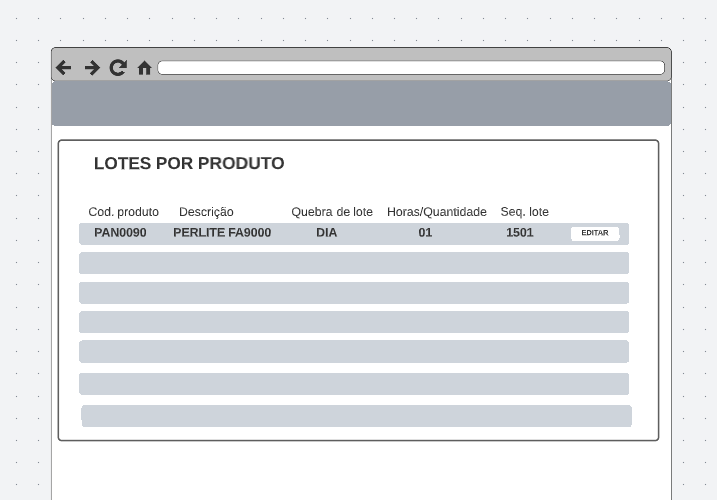 LOTES POR PRODUTO
Cod. produto Descrição Quebra de lote Horas/Quantidade Seq. lote
PAN0090 PERLITE FA9000 DIA 01 1501 EDITAR